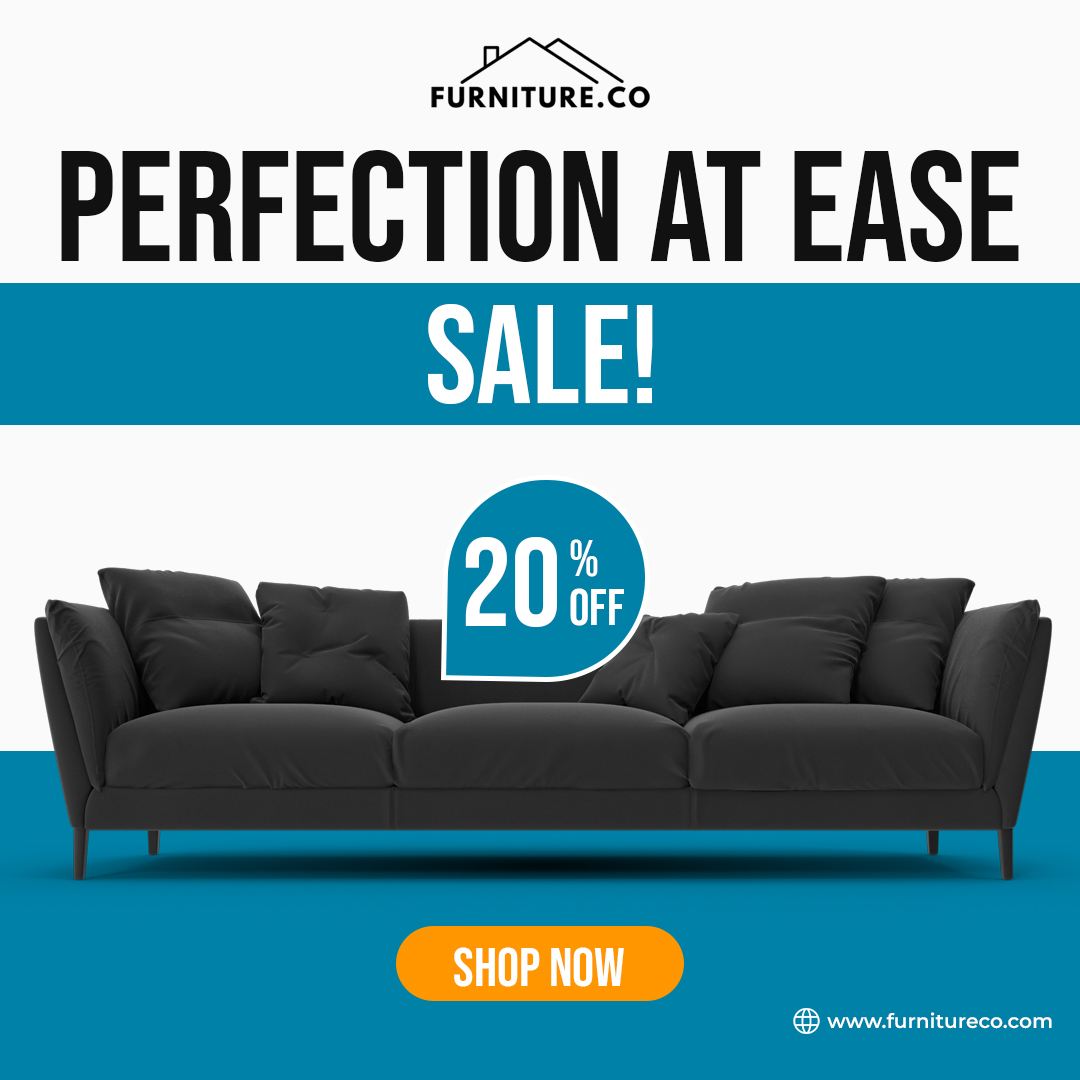 FURNITURE.CO
PERFECTION AT EASE
SALE!
20%
OFF
SHOP NOW
www.furnitureco.com